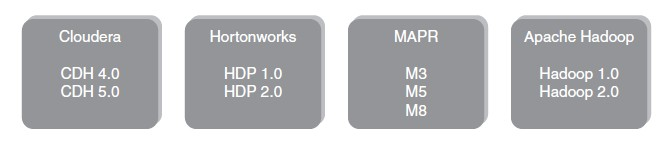 Cloudera
CDH 4.0
CDH 5.0
Hortonworks
HDP 1.0
HDP 2.0
MAPR
M3
M5
M8
Apache Hadoop
Hadoop 1.0
Hadoop 2.0